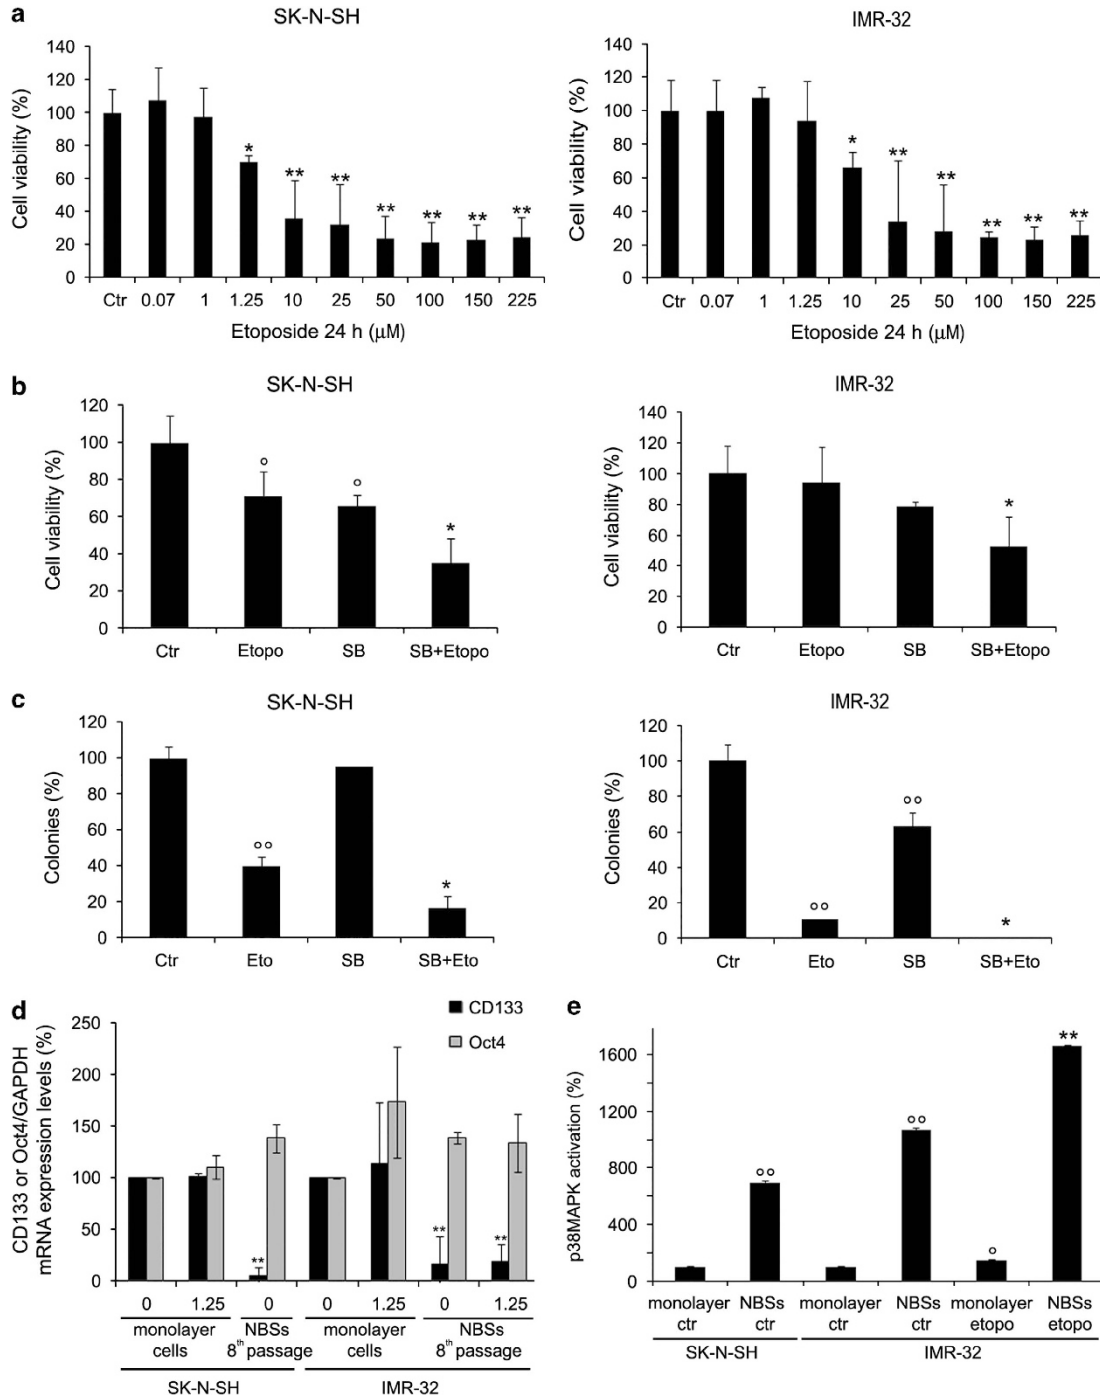 a
SK-N-SH
Cell viability (%)
140
120
100
80
60
40
20
0
*
**
**
**
**
**
**
Ctr 0.07 1 1.25 10 25 50 100 150 225
Etoposide 24 h (μM)
IMR-32
Cell viability (%)
140
120
100
80
60
40
20
0
*
**
**
**
**
**
Ctr 0.07 1 1.25 10 25 50 100 150 225
Etoposide 24 h (μM)
b
SK-N-SH
Cell viability (%)
120
100
80
60
40
20
0
°
°
*
Ctr Etopo SB SB+Etopo
IMR-32
Cell viability (%)
140
120
100
80
60
40
20
0
*
Ctr Etopo SB SB+Etopo
c
SK-N-SH
Colonies (%)
120
100
80
60
40
20
0
°°
*
Ctr Eto SB SB+Eto
IMR-32
Colonies (%)
120
100
80
60
40
20
0
°°
°°
*
Ctr Eto SB SB+Eto
d
CD133
Oct4
CD133 or Oct4/GAPDH
mRNA expression levels (%)
250
200
150
100
50
0
**
**
**
0 1.25 0 0 1.25 0 1.25
monolayer cells
NBSs 8th passage
monolayer cells
NBSs 8th passage
SK-N-SH
IMR-32
e
p38MAPK activation (%)
1600
1200
800
400
0
°°
°°
°
**
monolayer ctr
NBSs ctr
monolayer ctr
NBSs ctr
monolayer etopo
NBSs etopo
SK-N-SH
IMR-32